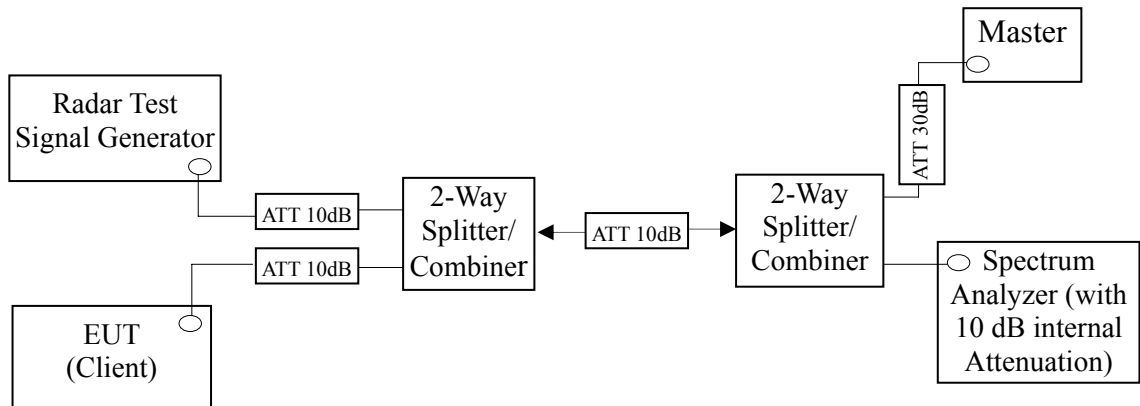 Radar Test
Signal Generator
ATT 10dB
ATT 10dB
EUT
(Client)
2-Way
Splitter/
Combiner
ATT 10dB
2-Way
Splitter/
Combiner
ATT 30dB
Master
Spectrum
Analyzer (with
10 dB internal
Attenuation)